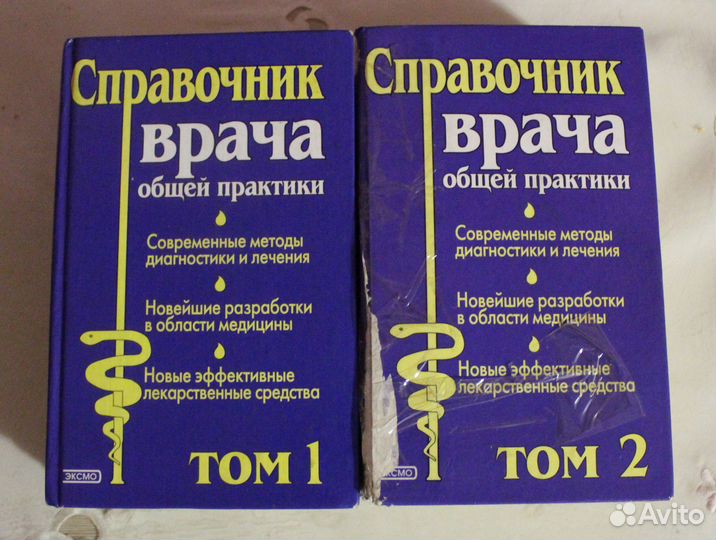 Справочник
врача
общей практики
Современные методы
диагностики и лечения
Новейшие разработки
в области медицины
Новые эффективные
лекарственные средства
ТОМ 1
ЭКСМО
Справочник
врача
общей практики
Современные методы
диагностики и лечения
Новейшие разработки
в области медицины
Новые эффективные
лекарственные средства
ТОМ 2
ЭКСМО
Avito